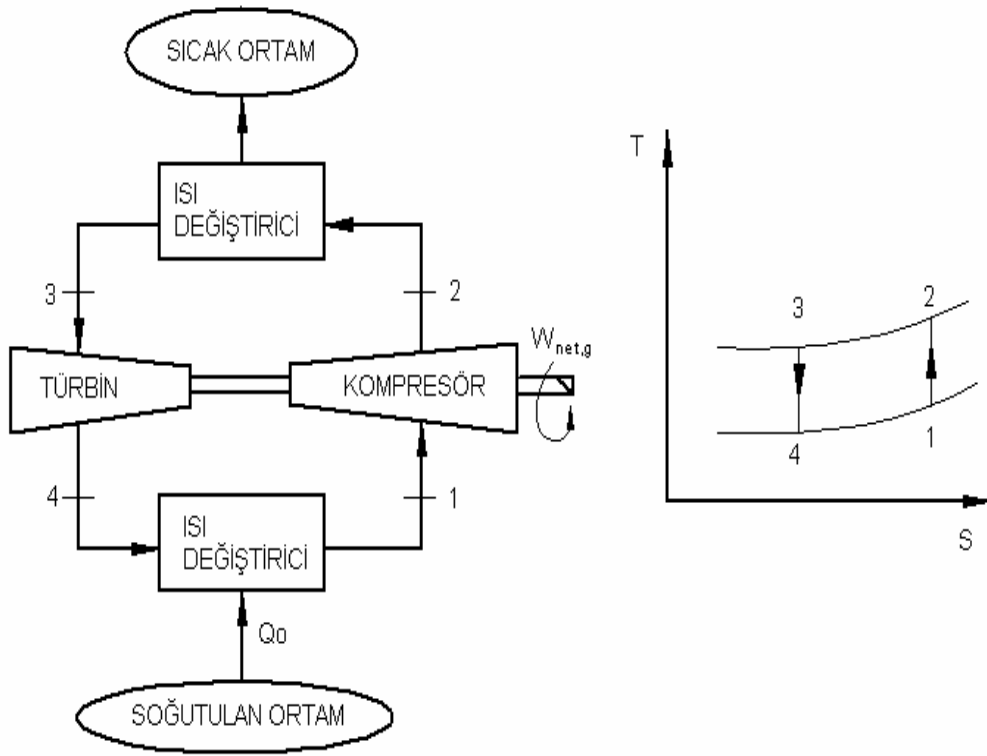 SICAK ORTAM
ISI
DEĞİŞTİRİCİ
3
2
TÜRBİN
KOMPRESÖR
Wnet,g
4
1
ISI
DEĞİŞTİRİCİ
Qo
SOĞUTULAN ORTAM
T
3
2
4
1
S